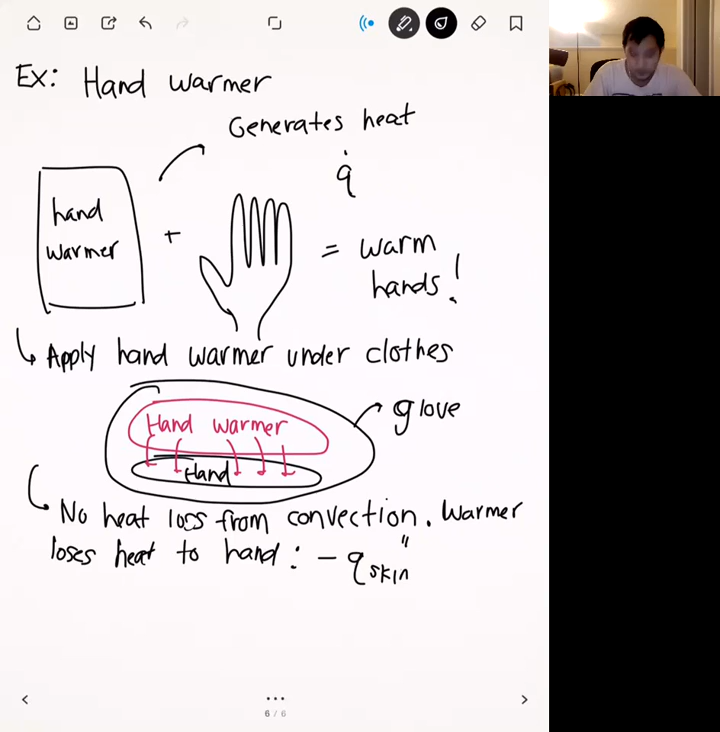 Ex: Hand warmer
Generates heat
q̇
hand
warmer
+
= warm
hands!
↳ Apply hand warmer under clothes
glove
Hand warmer
Hand
No heat loss from convection. Warmer
loses heat to hand: - q"skin
6 / 6